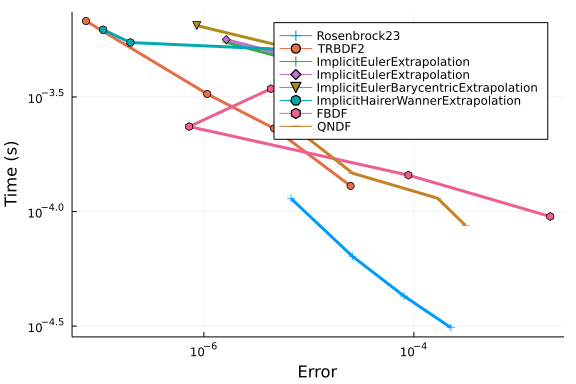 Rosenbrock23
TRBDF2
ImplicitEulerExtrapolation
ImplicitEulerExtrapolation
ImplicitEulerBarycentricExtrapolation
ImplicitHairerWannerExtrapolation
FBDF
QNDF
Time (s)
10⁻³·⁵
10⁻⁴·⁰
10⁻⁴·⁵
10⁻⁶
10⁻⁴
Error